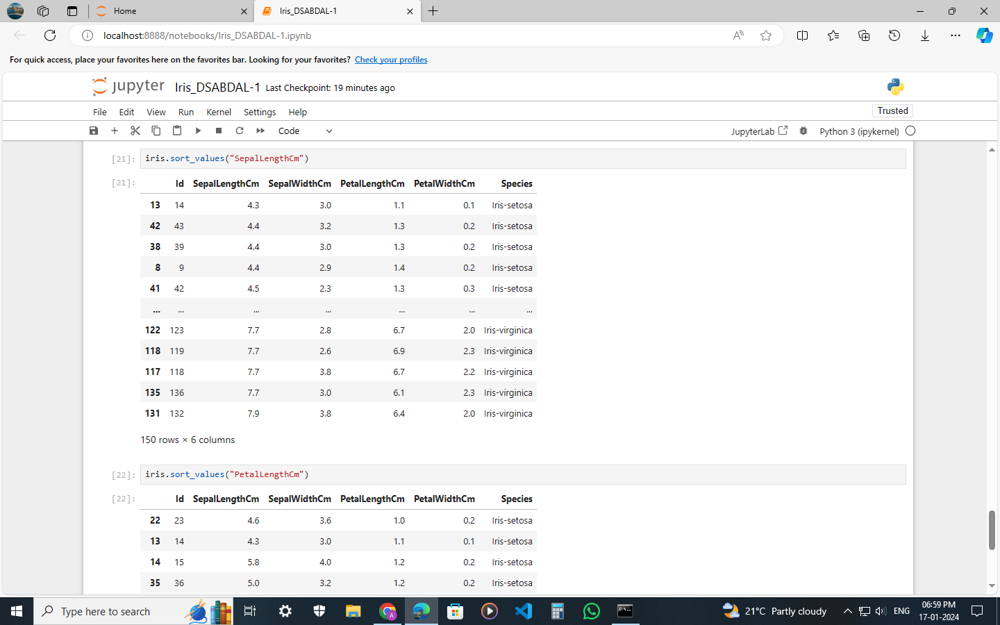 Home
Iris_DSABDAL-1
localhost:8888/notebooks/Iris_DSABDAL-1.ipynb
For quick access, place your favorites here on the favorites bar. Looking for your favorites? Check your profiles
jupyter Iris_DSABDAL-1 Last Checkpoint: 19 minutes ago
File Edit View Run Kernel Settings Help Trusted
Code JupyterLab Python 3 (ipykernel)
[21]: iris.sort_values("SepalLengthCm")
[21]: Id SepalLengthCm SepalWidthCm PetalLengthCm PetalWidthCm Species
13 14 4.3 3.0 1.1 0.1 Iris-setosa
42 43 4.4 3.2 1.3 0.2 Iris-setosa
38 39 4.4 3.0 1.3 0.2 Iris-setosa
8 9 4.4 2.9 1.4 0.2 Iris-setosa
41 42 4.5 2.3 1.3 0.3 Iris-setosa
... ... ... ... ... ... ...
122 123 7.7 2.8 6.7 2.0 Iris-virginica
118 119 7.7 2.6 6.9 2.3 Iris-virginica
117 118 7.7 3.8 6.7 2.2 Iris-virginica
135 136 7.7 3.0 6.1 2.3 Iris-virginica
131 132 7.9 3.8 6.4 2.0 Iris-virginica
150 rows × 6 columns
[22]: iris.sort_values("PetalLengthCm")
[22]: Id SepalLengthCm SepalWidthCm PetalLengthCm PetalWidthCm Species
22 23 4.6 3.6 1.0 0.2 Iris-setosa
13 14 4.3 3.0 1.1 0.1 Iris-setosa
14 15 5.8 4.0 1.2 0.2 Iris-setosa
35 36 5.0 3.2 1.2 0.2 Iris-setosa
Type here to search
21°C Partly cloudy
ENG
06:59 PM
17-01-2024